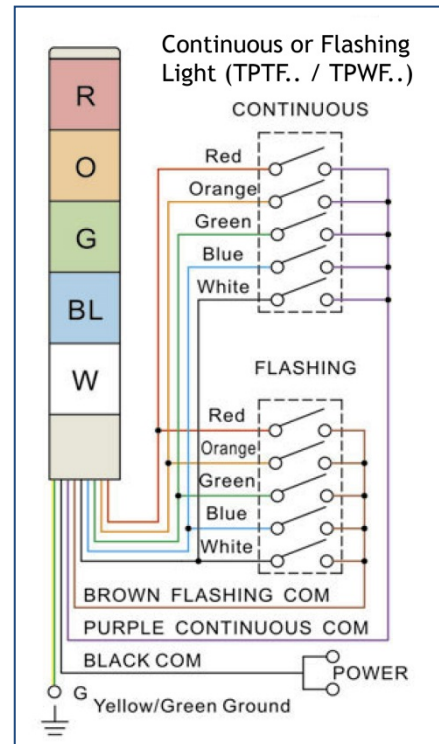 Continuous or Flashing
Light (TPTF.. / TPWF..)
CONTINUOUS
R
O
G
BL
W
Red
Orange
Green
Blue
White
FLASHING
Red
Orange
Green
Blue
White
BROWN FLASHING COM
PURPLE CONTINUOUS COM
BLACK COM
POWER
G
Yellow/Green Ground